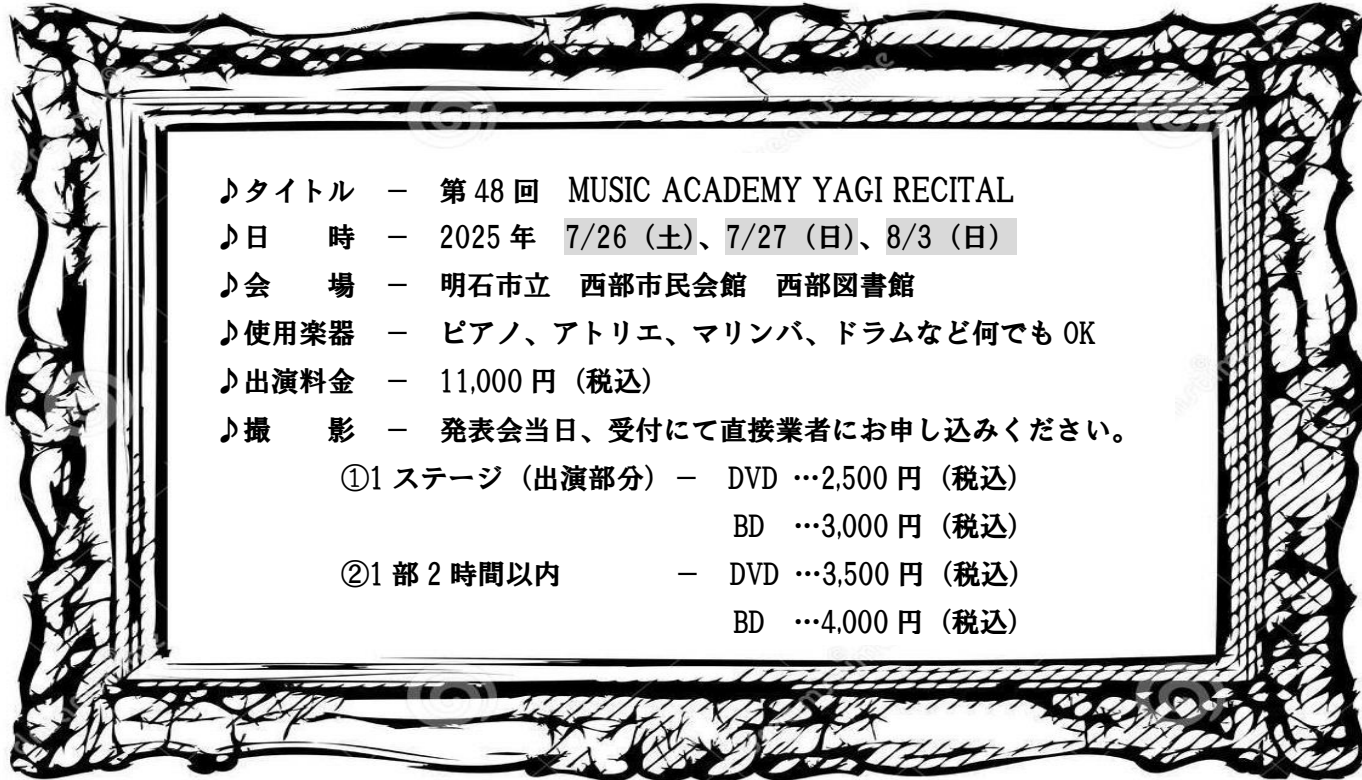 ♪タイトル － 第48回 MUSIC ACADEMY YAGI RECITAL
♪日　　時 － 2025年 7/26（土）、7/27（日）、8/3（日）
♪会　　場 － 明石市立　西部市民会館　西部図書館
♪使用楽器 － ピアノ、アトリエ、マリンバ、ドラムなど何でもOK
♪出演料金 － 11,000円（税込）
♪撮　　影 － 発表会当日、受付にて直接業者にお申し込みください。
①1ステージ（出演部分）－ DVD …2,500円（税込）
BD …3,000円（税込）
②1部2時間以内 － DVD …3,500円（税込）
BD …4,000円（税込）